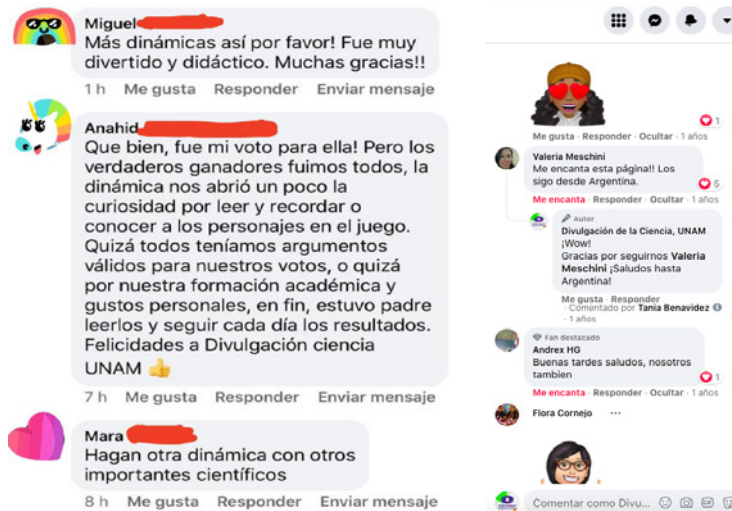 Miguel
Más dinámicas así por favor! Fue muy
divertido y didáctico. Muchas gracias!!
1 h Me gusta Responder Enviar mensaje
Anahid
Que bien, fue mi voto para ella! Pero los
verdaderos ganadores fuimos todos, la
dinámica nos abrió un poco la
curiosidad por leer y recordar o
conocer a los personajes en el juego.
Quizá todos teníamos argumentos
válidos para nuestros votos, o quizá
por nuestra formación académica y
gustos personales, en fin, estuvo padre
leerlos y seguir cada día los resultados.
Felicidades a Divulgación ciencia
UNAM 👍
7 h Me gusta Responder Enviar mensaje
Mara
Hagan otra dinámica con otros
importantes científicos
8 h Me gusta Responder Enviar mensaje
1
Me gusta · Responder · Ocultar · 1 años
Valeria Meschini
Me encanta esta página!! Los
sigo desde Argentina.
5
Me encanta · Responder · Ocultar · 1 años
Autor
Divulgación de la Ciencia, UNAM
¡Wow!
Gracias por seguirnos Valeria
Meschini ¡Saludos hasta
Argentina!
Me gusta · Responder
· Comentado por Tania Benavidez
· 1 años
Fan destacado
Andrex HG
Buenas tardes saludos, nosotros
tambien
1
Me encanta · Responder · Ocultar · 1 años
Flora Cornejo ···
Comentar como Divu...